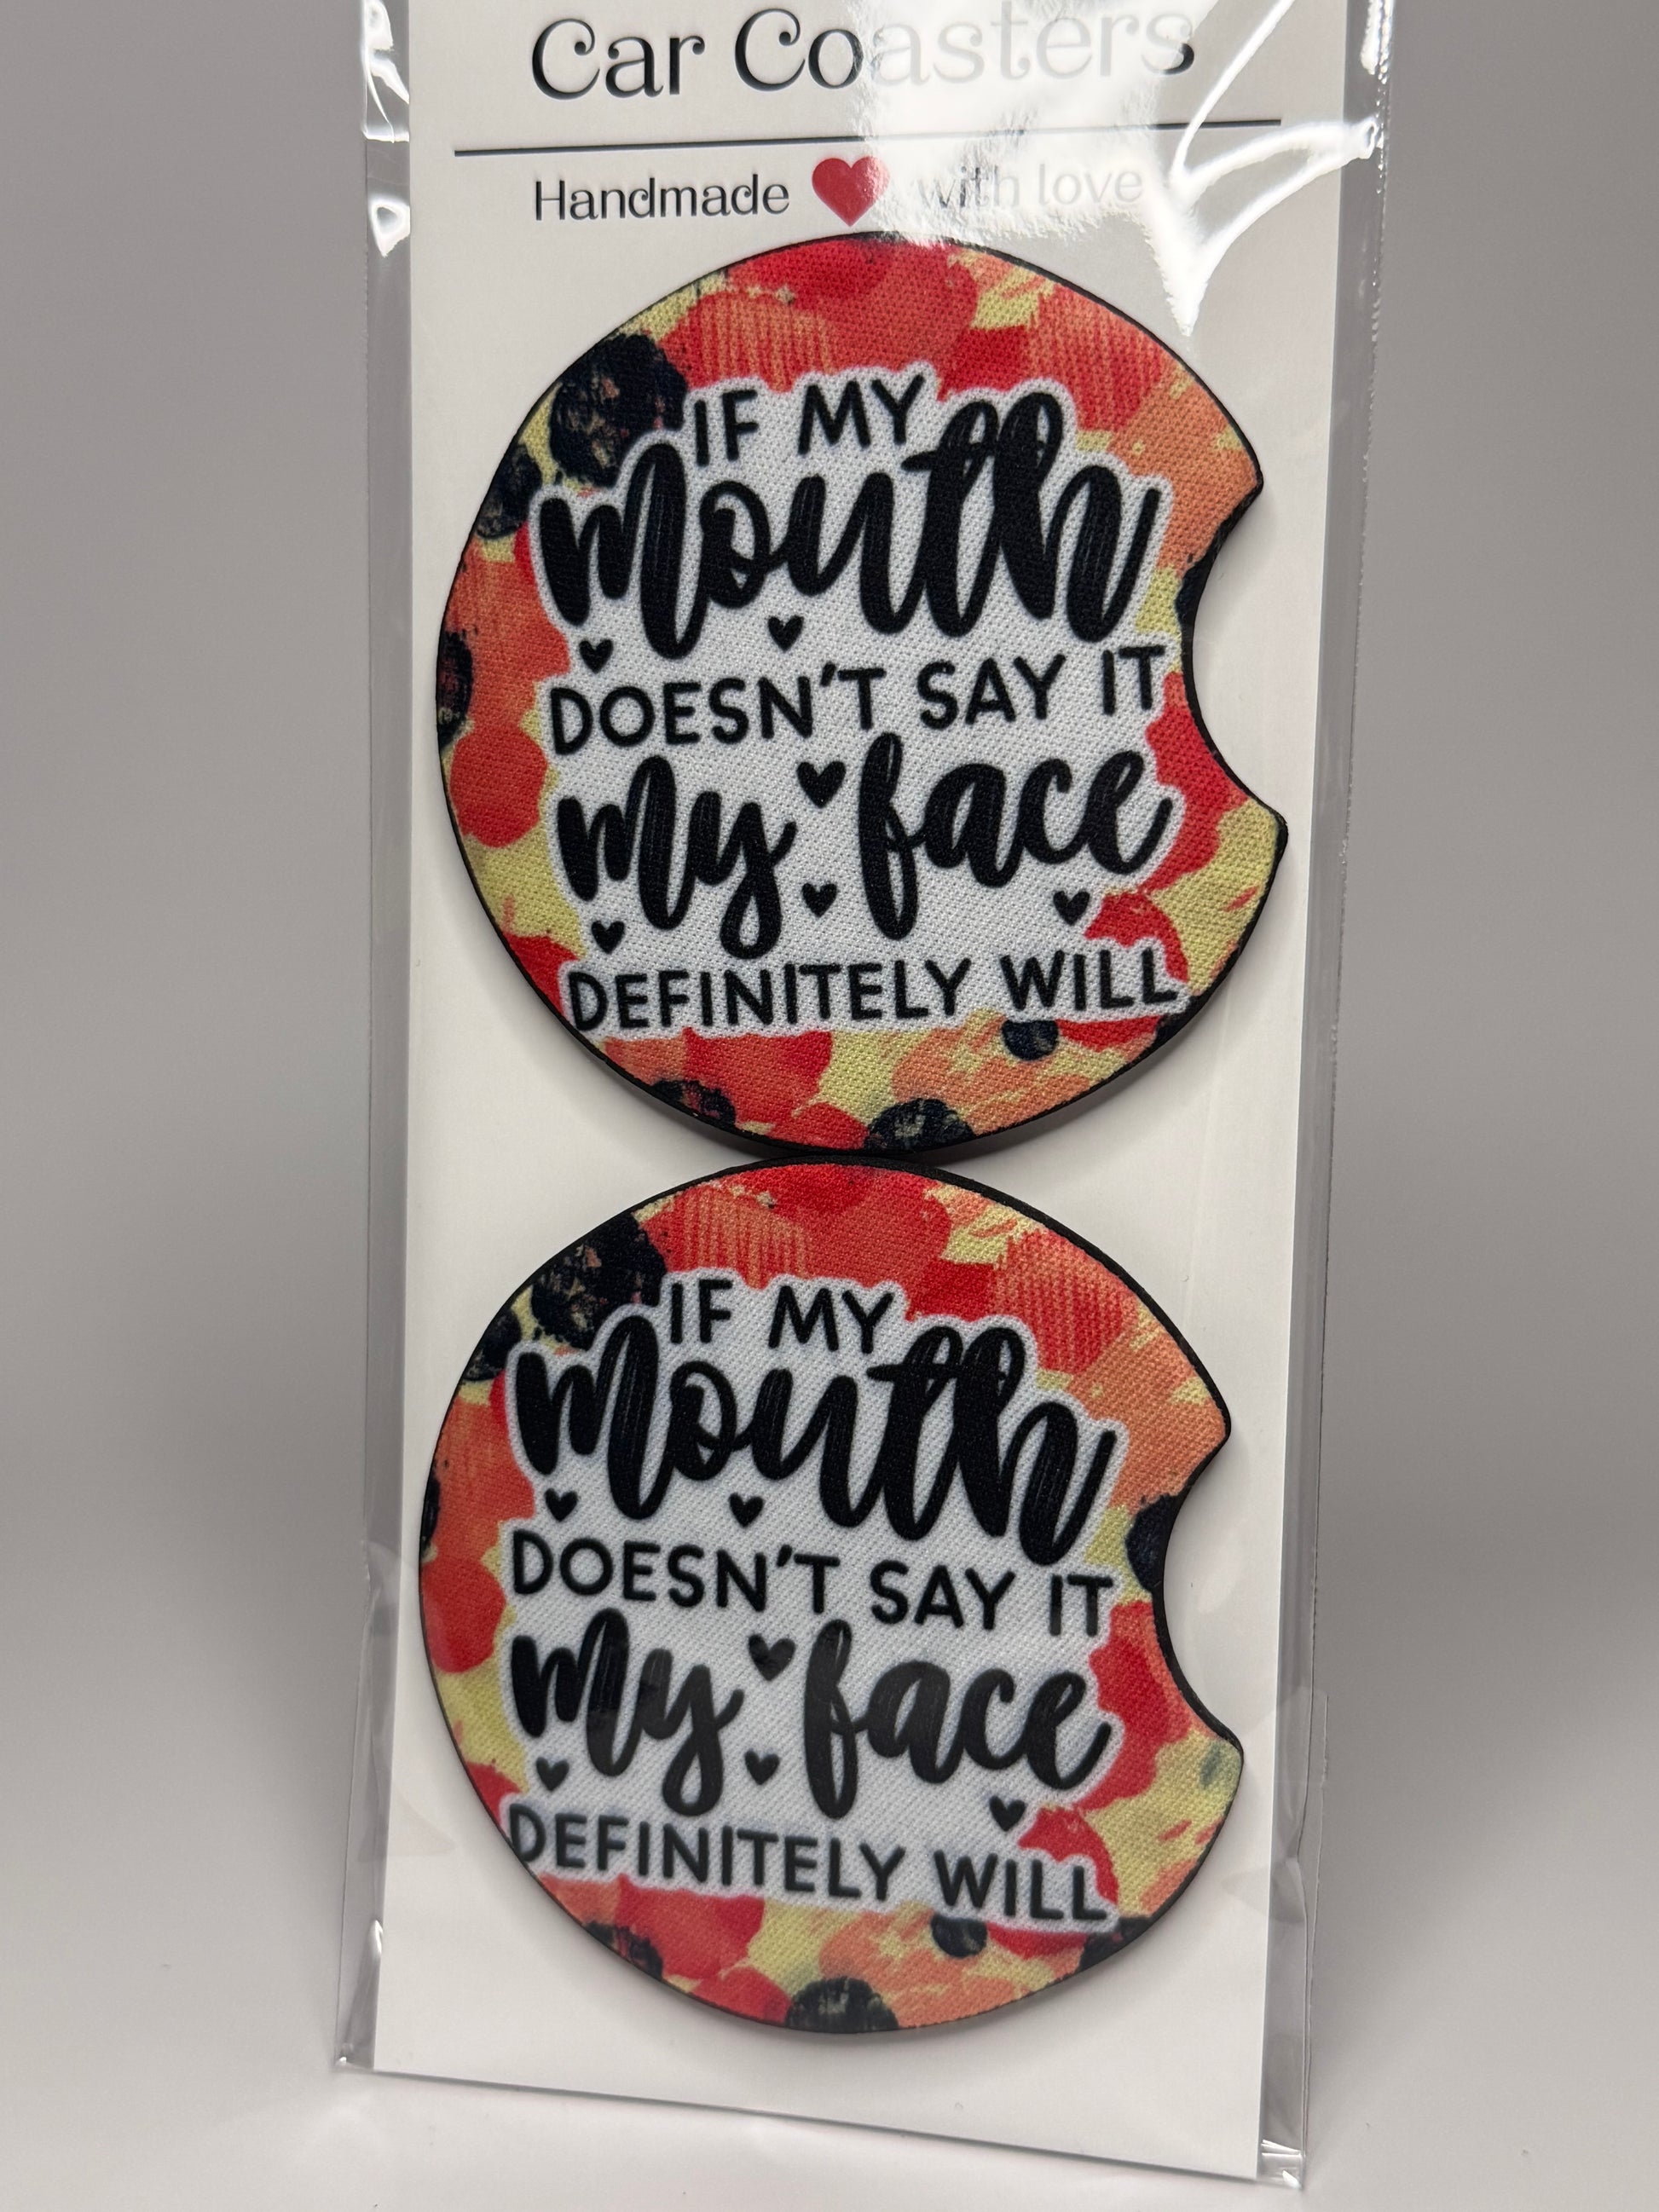 Car Coasters
Handmade with love
IF MY
mouth
DOESN'T SAY IT
my face
DEFINITELY WILL
IF MY
mouth
DOESN'T SAY IT
my face
DEFINITELY WILL